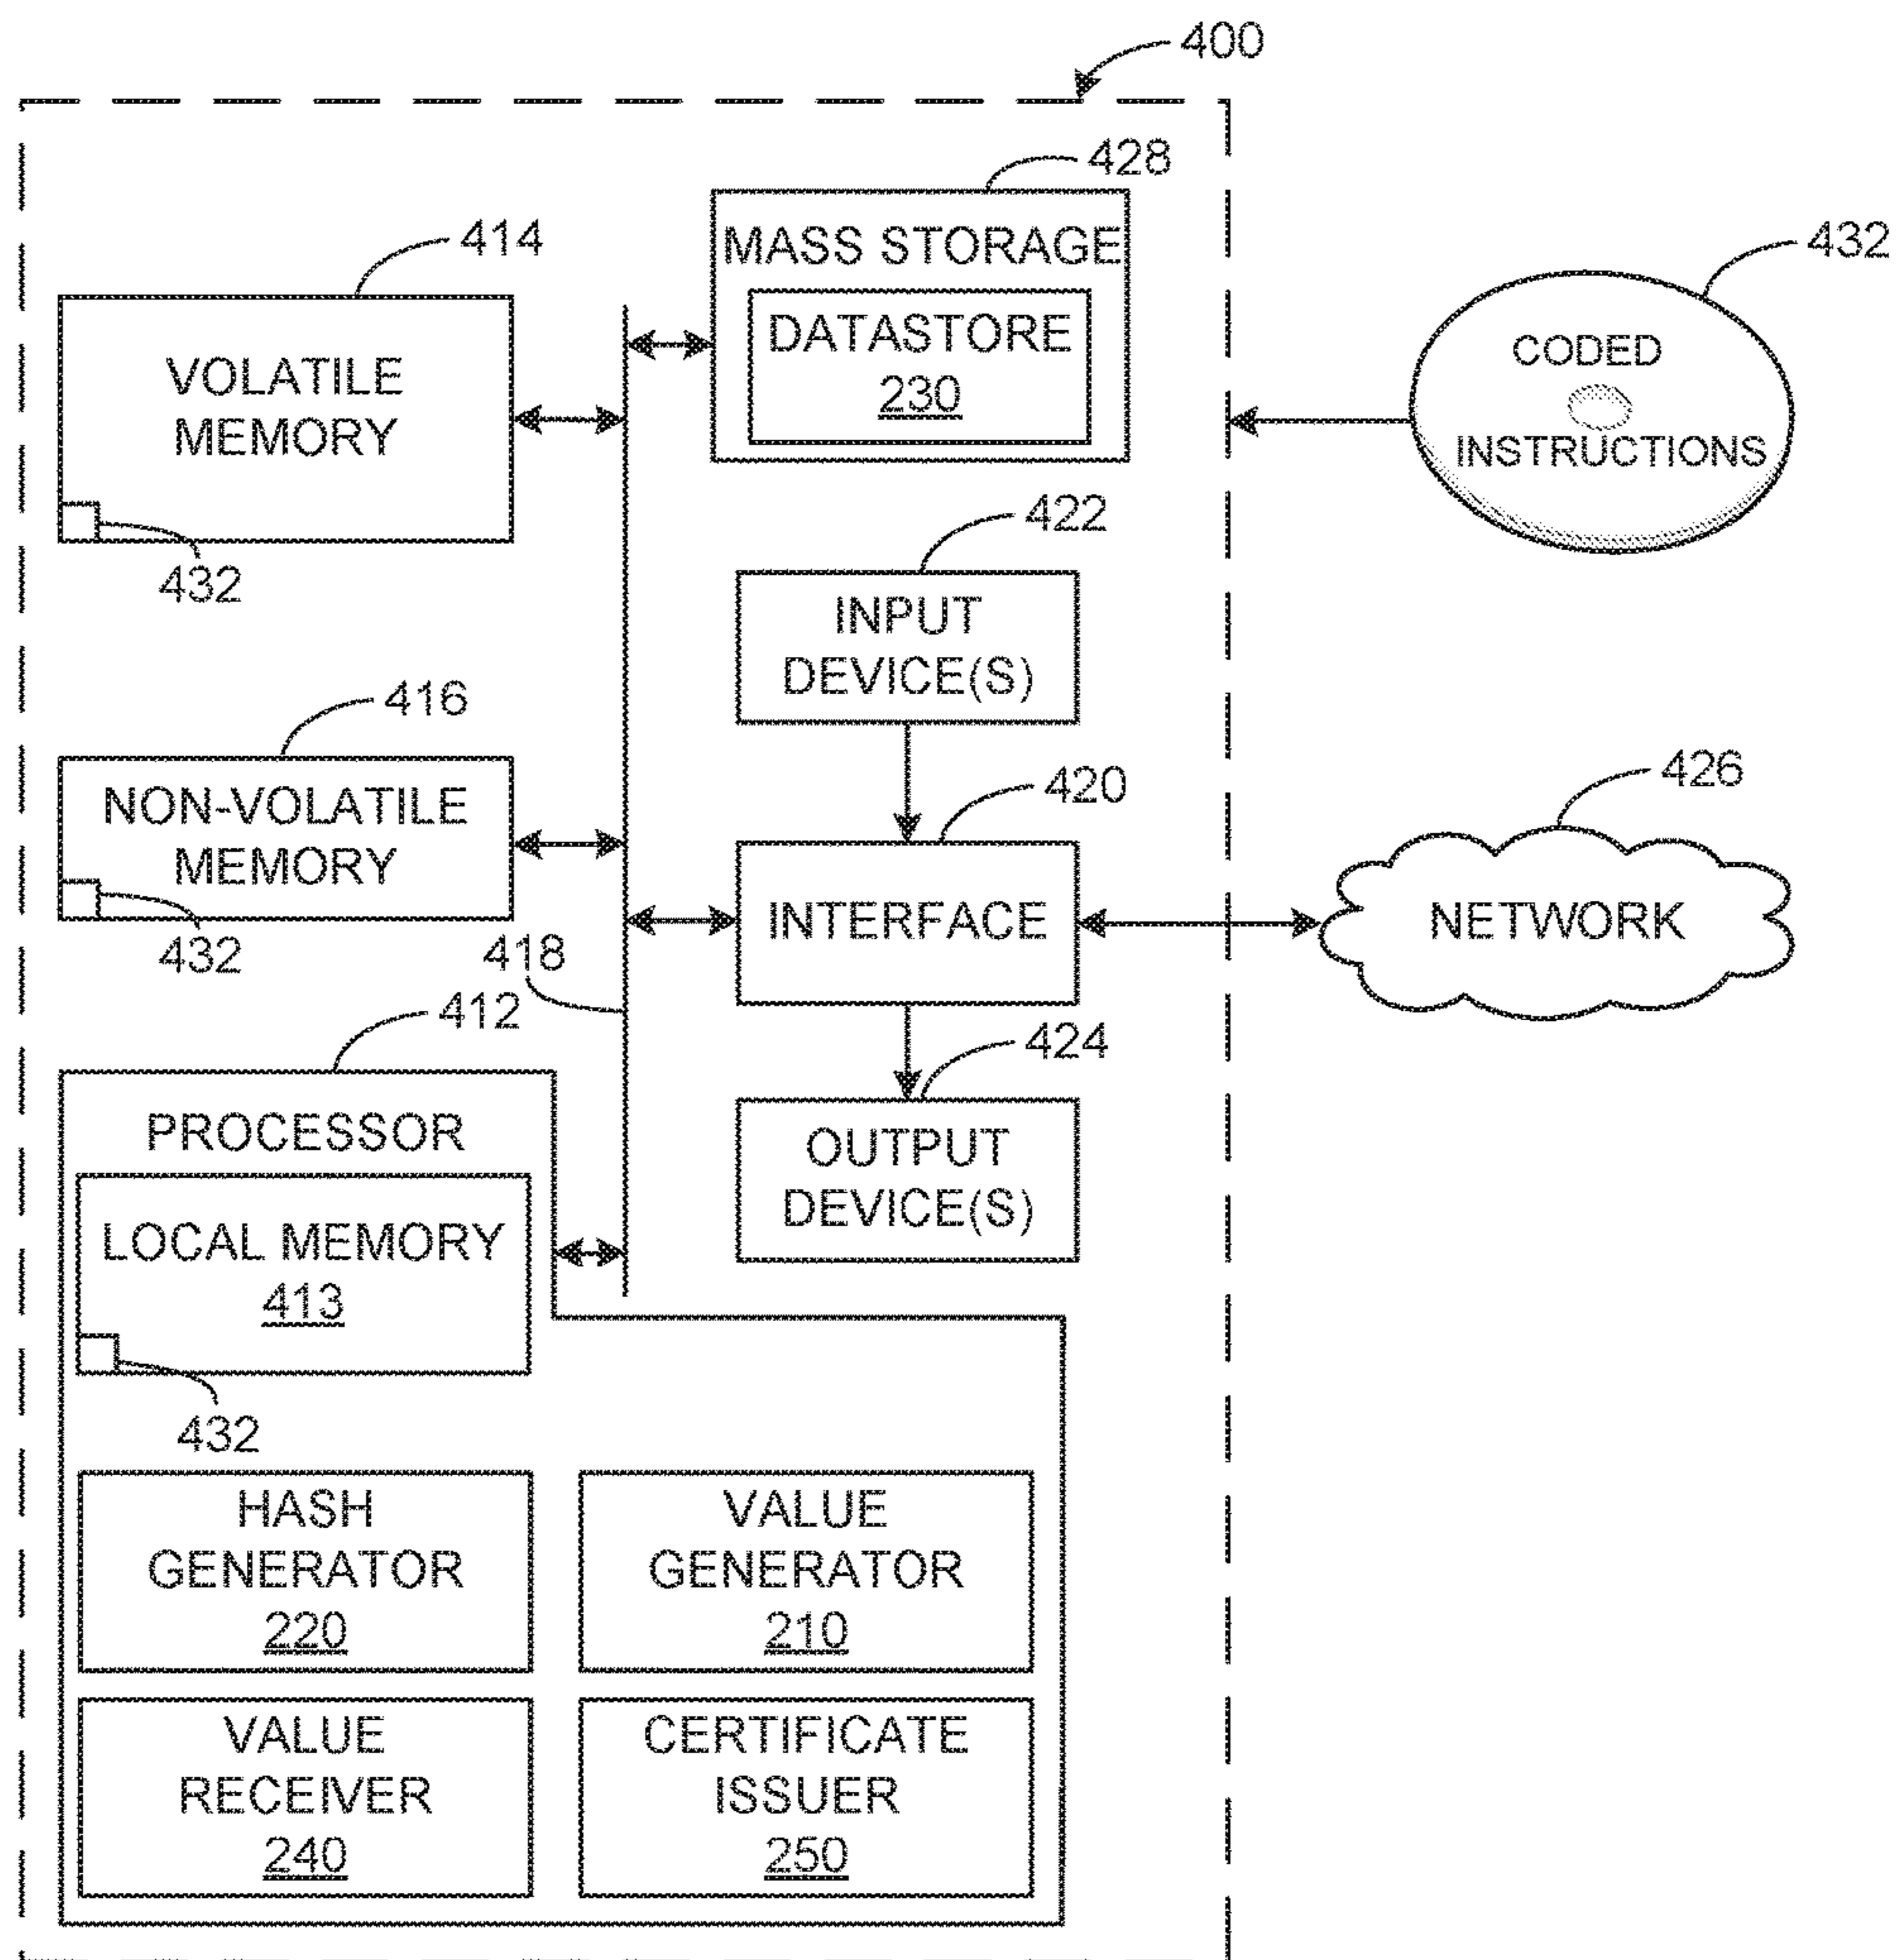 400
428
MASS STORAGE
DATASTORE
230
414
VOLATILE
MEMORY
432
432
CODED
INSTRUCTIONS
422
INPUT
DEVICE(S)
416
NON-VOLATILE
MEMORY
432
420
INTERFACE
426
NETWORK
418
412
424
OUTPUT
DEVICE(S)
PROCESSOR
LOCAL MEMORY
413
432
HASH
GENERATOR
220
VALUE
GENERATOR
210
VALUE
RECEIVER
240
CERTIFICATE
ISSUER
250